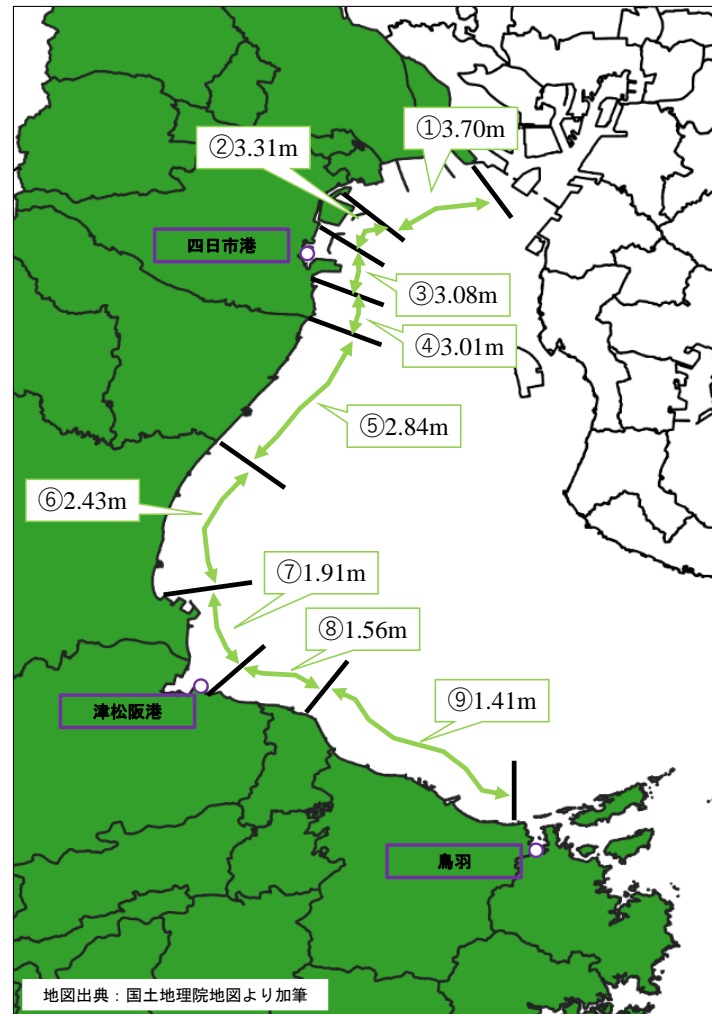 ①3.70m
②3.31m
四日市港
③3.08m
④3.01m
⑤2.84m
⑥2.43m
⑦1.91m
⑧1.56m
津松阪港
⑨1.41m
鳥羽
地図出典：国土地理院地図より加筆